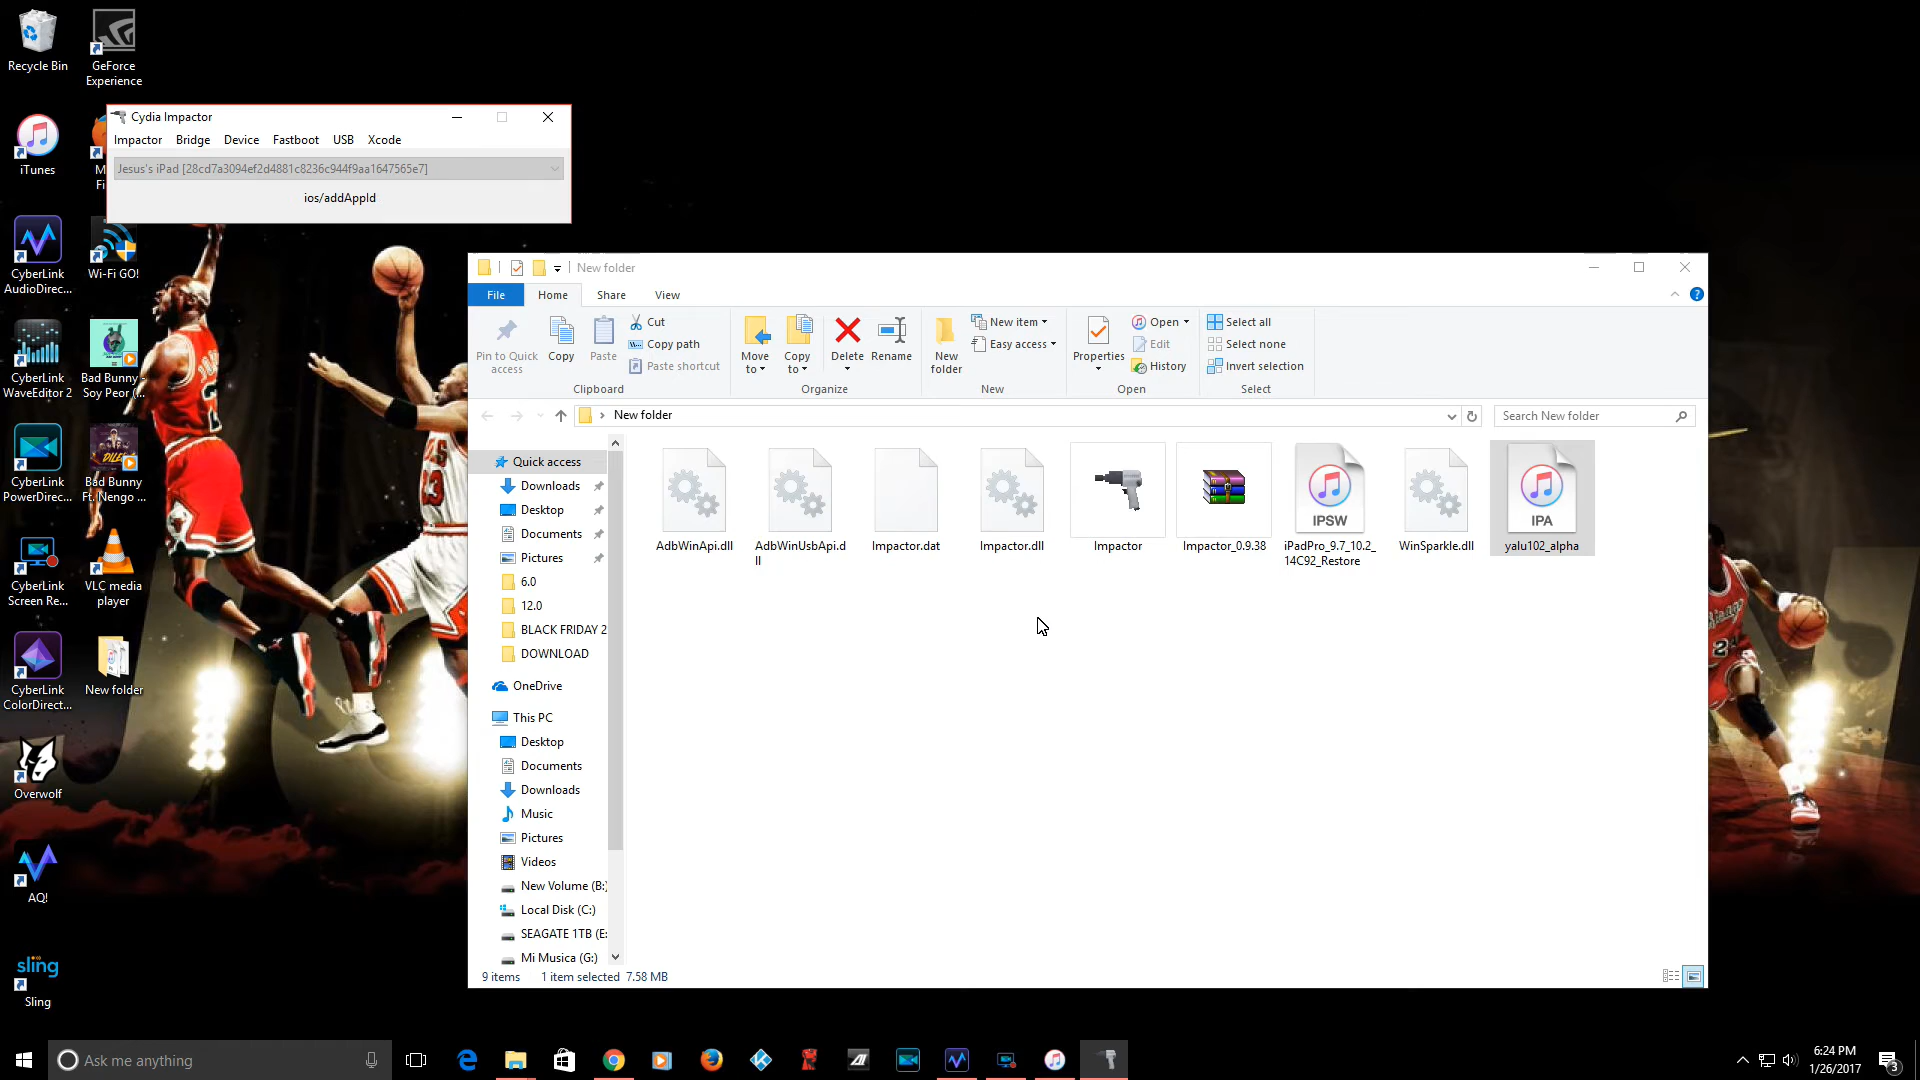 Recycle Bin
GeForce
Experience
iTunes
CyberLink
AudioDirec...
Wi-Fi GO!
CyberLink
WaveEditor 2
Bad Bunny -
Soy Peor (...
CyberLink
PowerDirec...
Bad Bunny
Ft. Nengo ...
CyberLink
Screen Re...
VLC media
player
CyberLink
ColorDirect...
New folder
Overwolf
AQ!
sling
Sling
Cydia Impactor
Impactor Bridge Device Fastboot USB Xcode
Jesus's iPad [28cd7a3094ef2d4881c8236c944f9aa1647565e7]
ios/addAppId
New folder
File Home Share View
Pin to Quick
access
Copy
Paste
Cut
Copy path
Paste shortcut
Clipboard
Move
to
Copy
to
Delete
Rename
Organize
New
folder
New item
Easy access
New
Properties
Open
Edit
History
Open
Select all
Select none
Invert selection
Select
New folder
Search New folder
Quick access
Downloads
Desktop
Documents
Pictures
6.0
12.0
BLACK FRIDAY 2
DOWNLOAD
OneDrive
This PC
Desktop
Documents
Downloads
Music
Pictures
Videos
New Volume (B:)
Local Disk (C:)
SEAGATE 1TB (E:
Mi Musica (G:)
AdbWinApi.dll
AdbWinUsbApi.d
ll
Impactor.dat
Impactor.dll
Impactor
Impactor_0.9.38
IPSW
iPadPro_9.7_10.2_
14C92_Restore
WinSparkle.dll
IPA
yalu102_alpha
9 items 1 item selected 7.58 MB
Ask me anything
6:24 PM
1/26/2017
3